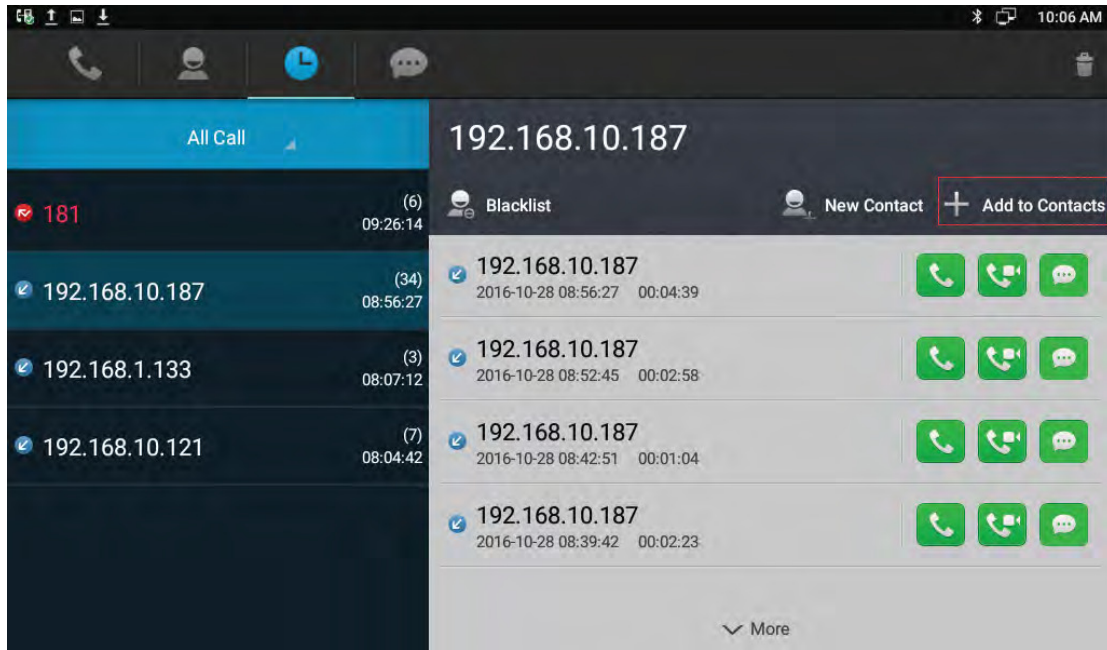 10:06 AM
All Call
181
(6)
09:26:14
192.168.10.187
(34)
08:56:27
192.168.1.133
(3)
08:07:12
192.168.10.121
(7)
08:04:42
192.168.10.187
Blacklist
New Contact
Add to Contacts
192.168.10.187
2016-10-28 08:56:27 00:04:39
192.168.10.187
2016-10-28 08:52:45 00:02:58
192.168.10.187
2016-10-28 08:42:51 00:01:04
192.168.10.187
2016-10-28 08:39:42 00:02:23
More